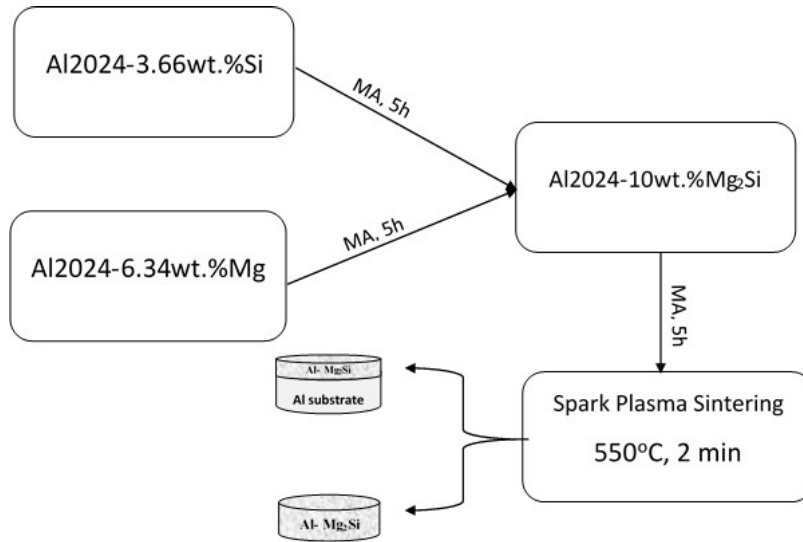 Al2024-3.66wt.%Si
MA, 5h
Al2024-10wt.%Mg₂Si
MA, 5h
Al2024-6.34wt.%Mg
MA, 5h
Al- Mg₂Si
Al substrate
Spark Plasma Sintering
550°C, 2 min
Al- Mg₂Si